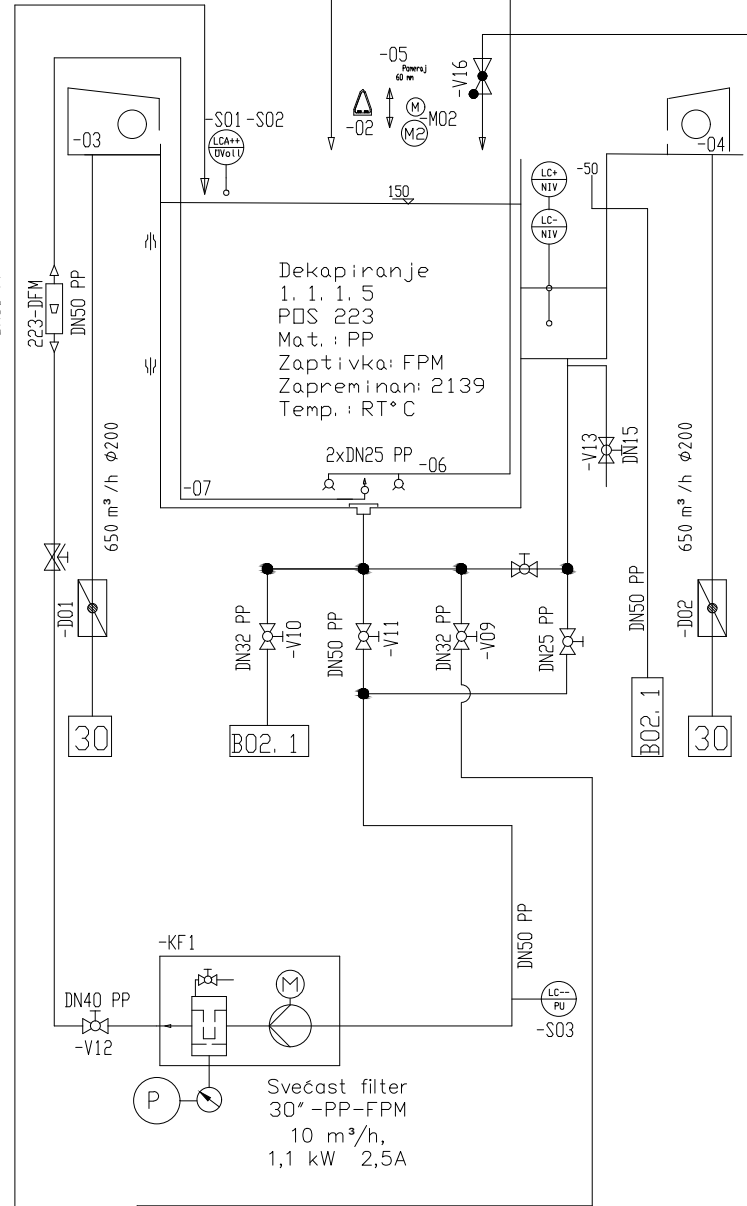 -05
Pomeraj
60 mm
-V16
-S01 -S02
-02
M
-M02
M2
-03
LCA++
ÜVoll
-04
LC+
NIV
-50
150
LC-
NIV
Dekapiranje
1. 1. 1. 5
POS 223
Mat. : PP
Zaptivka: FPM
Zapreminan: 2139
Temp. : RT°C
223-DFM
DN50 PP
2xDN25 PP
-06
-07
-V13
DN15
650 m³/h Φ200
650 m³/h Φ200
-D01
DN32 PP
-V10
DN50 PP
-V11
DN32 PP
-V09
DN25 PP
DN50 PP
-D02
30
B02. 1
B02. 1
30
-KF1
DN50 PP
M
DN40 PP
LC--
PU
-V12
-S03
P
Svećast filter
30" -PP-FPM
10 m³/h,
1,1 kW 2,5A